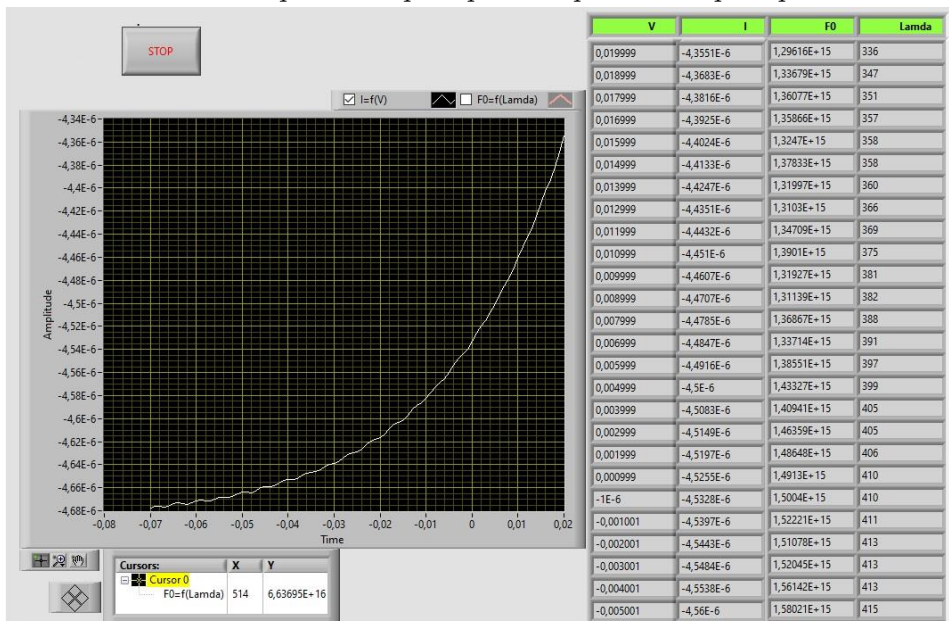 STOP
I=f(V) F0=f(Lamda)
-4,34E-6
-4,36E-6
-4,38E-6
-4,4E-6
-4,42E-6
-4,44E-6
-4,46E-6
-4,48E-6
-4,5E-6
-4,52E-6
-4,54E-6
-4,56E-6
-4,58E-6
-4,6E-6
-4,62E-6
-4,64E-6
-4,66E-6
-4,68E-6
Amplitude
-0,08 -0,07 -0,06 -0,05 -0,04 -0,03 -0,02 -0,01 0 0,01 0,02
Time
Cursors: X Y
Cursor 0
F0=f(Lamda) 514 6,63695E+16
V I F0 Lamda
0,019999 -4,3551E-6 1,29616E+15 336
0,018999 -4,3683E-6 1,33679E+15 347
0,017999 -4,3816E-6 1,36077E+15 351
0,016999 -4,3925E-6 1,35866E+15 357
0,015999 -4,4024E-6 1,3247E+15 358
0,014999 -4,4133E-6 1,37833E+15 358
0,013999 -4,4247E-6 1,31997E+15 360
0,012999 -4,4351E-6 1,3103E+15 366
0,011999 -4,4432E-6 1,34709E+15 369
0,010999 -4,451E-6 1,3901E+15 375
0,009999 -4,4607E-6 1,31927E+15 381
0,008999 -4,4707E-6 1,31139E+15 382
0,007999 -4,4785E-6 1,36867E+15 388
0,006999 -4,4847E-6 1,33714E+15 391
0,005999 -4,4916E-6 1,38551E+15 397
0,004999 -4,5E-6 1,43327E+15 399
0,003999 -4,5083E-6 1,40941E+15 405
0,002999 -4,5149E-6 1,46359E+15 405
0,001999 -4,5197E-6 1,48648E+15 406
0,000999 -4,5255E-6 1,4913E+15 410
-1E-6 -4,5328E-6 1,5004E+15 410
-0,001001 -4,5397E-6 1,52221E+15 411
-0,002001 -4,5443E-6 1,51078E+15 413
-0,003001 -4,5484E-6 1,52045E+15 413
-0,004001 -4,5538E-6 1,56142E+15 413
-0,005001 -4,56E-6 1,58021E+15 415